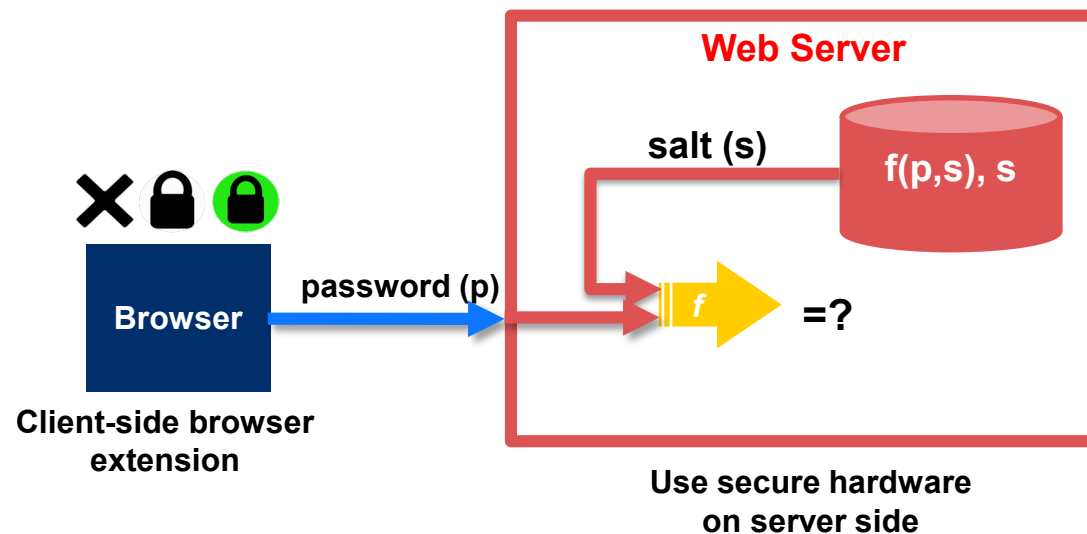 Web Server
salt (s)
f(p,s), s
password (p)
Browser
f
=?
Client-side browser
extension
Use secure hardware
on server side